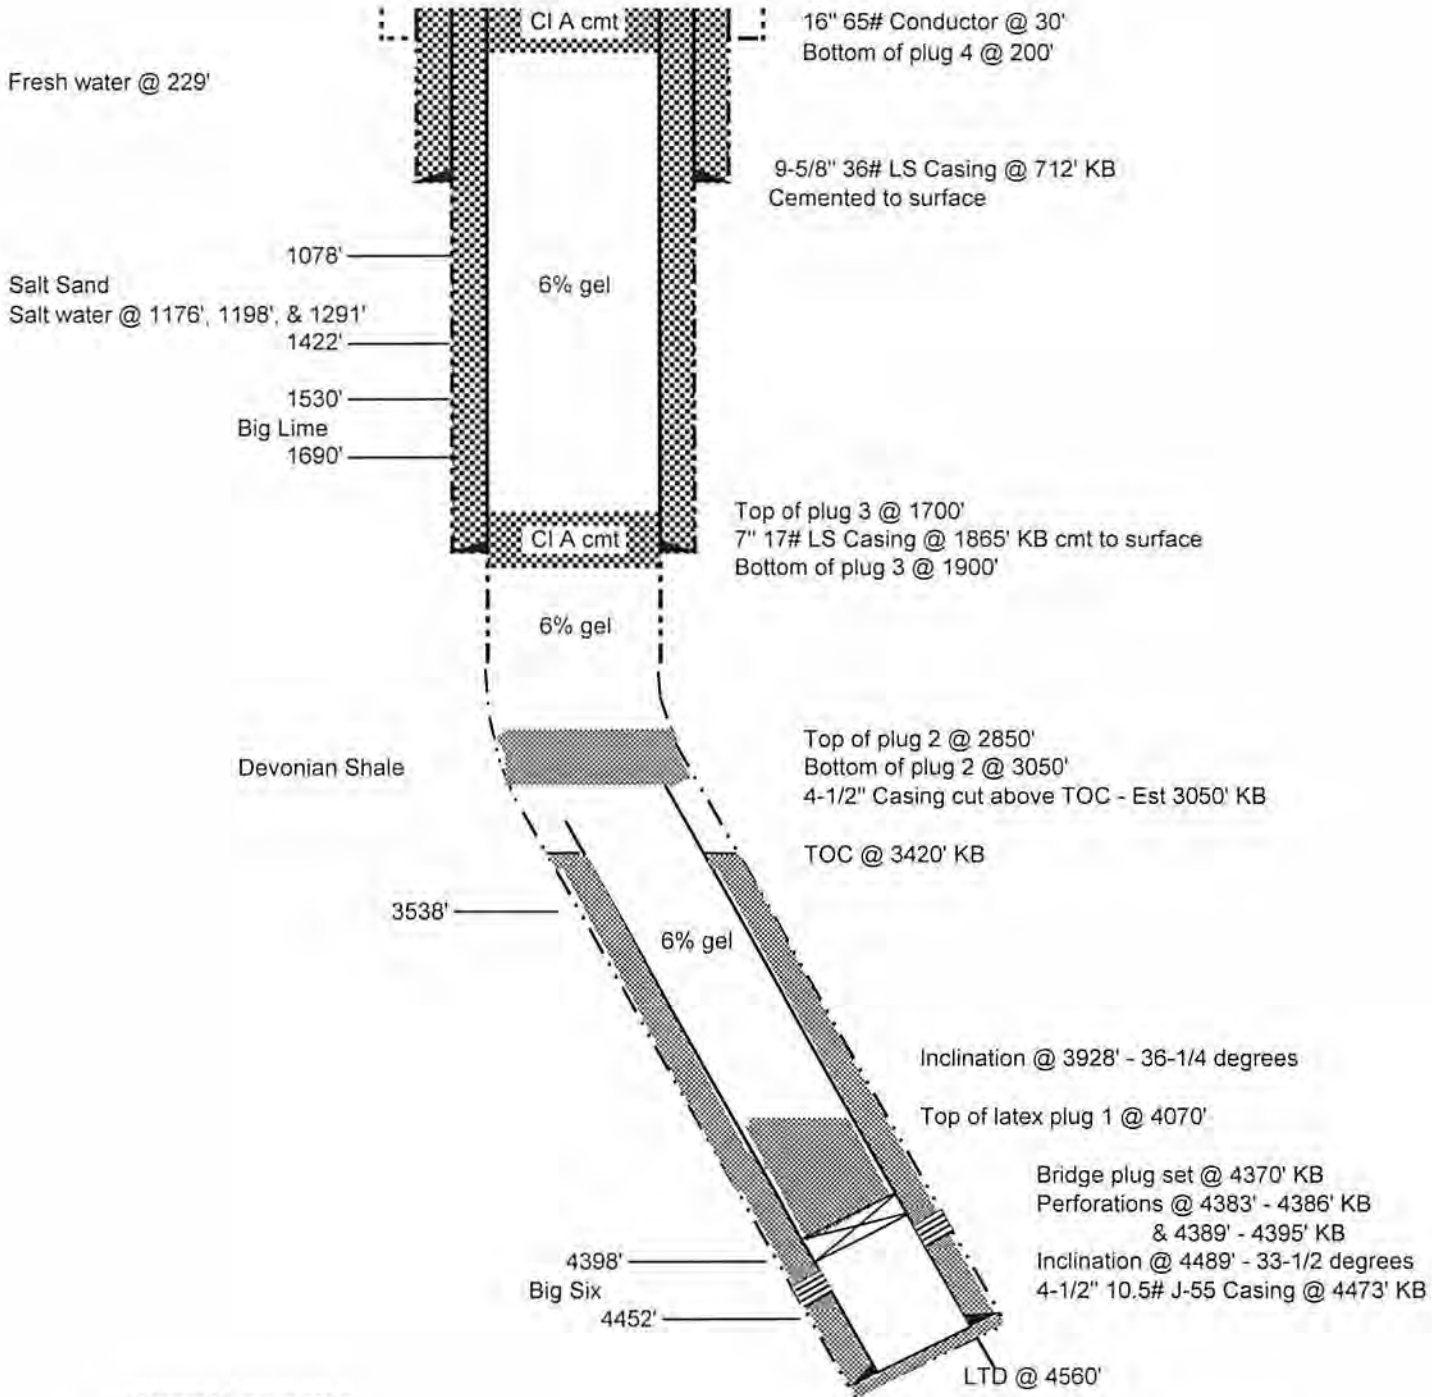 Cl A cmt
16" 65# Conductor @ 30'
Bottom of plug 4 @ 200'
Fresh water @ 229'
9-5/8" 36# LS Casing @ 712' KB
Cemented to surface
1078'
Salt Sand
6% gel
Salt water @ 1176', 1198', & 1291'
1422'
1530'
Big Lime
1690'
Top of plug 3 @ 1700'
Cl A cmt
7" 17# LS Casing @ 1865' KB cmt to surface
Bottom of plug 3 @ 1900'
6% gel
Devonian Shale
Top of plug 2 @ 2850'
Bottom of plug 2 @ 3050'
4-1/2" Casing cut above TOC - Est 3050' KB
TOC @ 3420' KB
3538'
6% gel
Inclination @ 3928' - 36-1/4 degrees
Top of latex plug 1 @ 4070'
Bridge plug set @ 4370' KB
Perforations @ 4383' - 4386' KB
& 4389' - 4395' KB
4398'
Inclination @ 4489' - 33-1/2 degrees
Big Six
4-1/2" 10.5# J-55 Casing @ 4473' KB
4452'
LTD @ 4560'